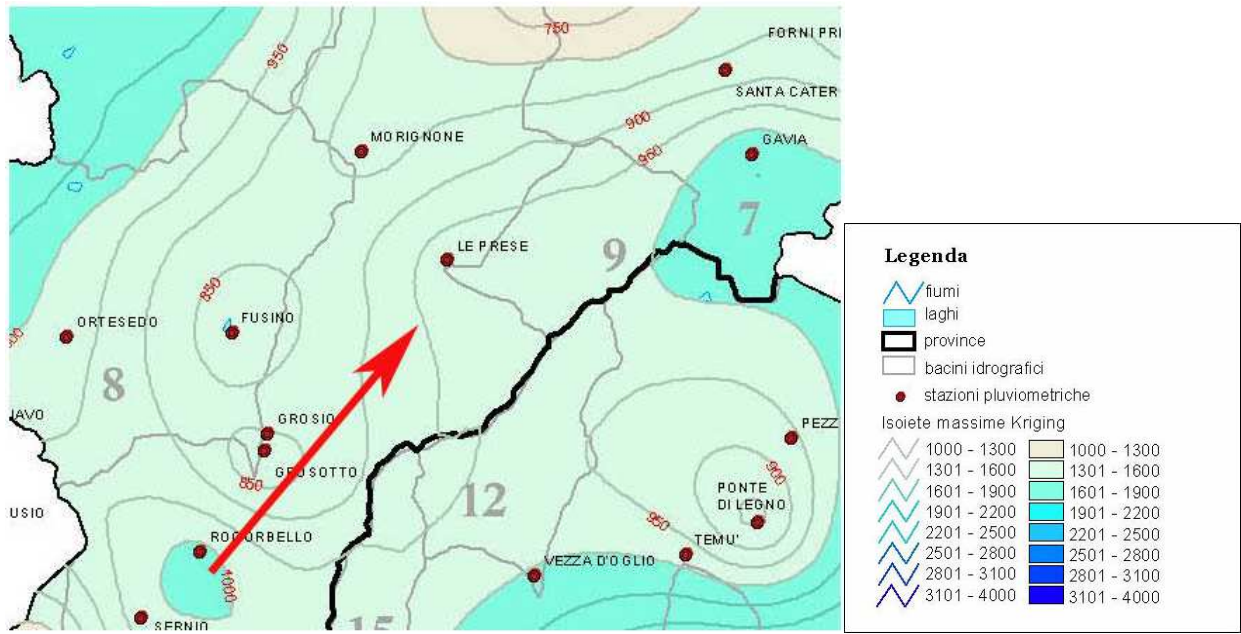 750
FORNI PRI
950
SANTA CATER
900
MORIGNONE
GAVIA
950
7
LE PRESE
9
850
FUSINO
ORTESEDO
8
GROSIO
PEZZ
GROSOTTO
850
900
PONTE
DI LEGNO
12
950
USIO
TEMU'
ROGORBELLO
VEZZA D'OGLIO
1000
SERNIO
15
Legenda
fiumi
laghi
province
bacini idrografici
stazioni pluviometriche
Isoiete massime Kriging
1000 - 1300 1000 - 1300
1301 - 1600 1301 - 1600
1601 - 1900 1601 - 1900
1901 - 2200 1901 - 2200
2201 - 2500 2201 - 2500
2501 - 2800 2501 - 2800
2801 - 3100 2801 - 3100
3101 - 4000 3101 - 4000